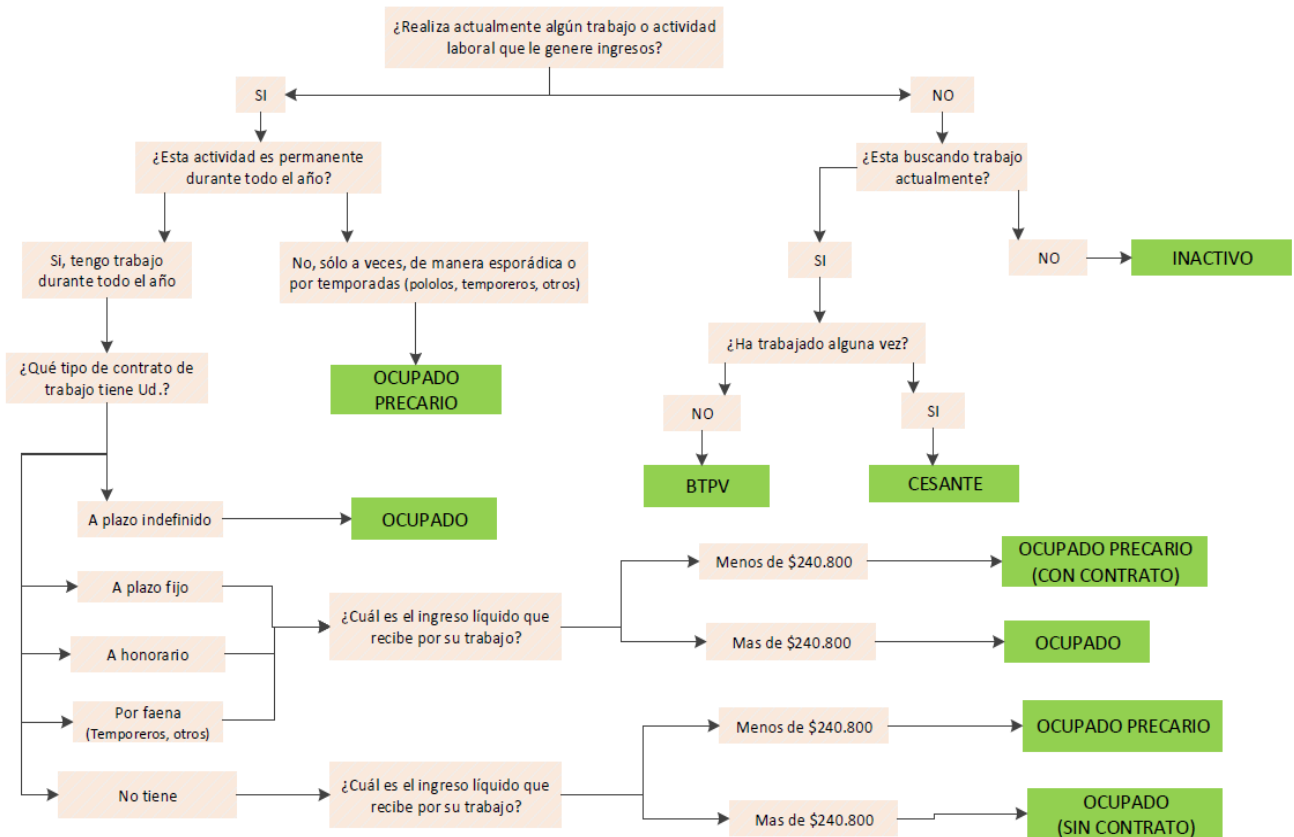 ¿Realiza actualmente algún trabajo o actividad
laboral que le genere ingresos?
SI
NO
¿Esta actividad es permanente
durante todo el año?
¿Esta buscando trabajo
actualmente?
Si, tengo trabajo
durante todo el año
No, sólo a veces, de manera esporádica o
por temporadas (pololos, temporeros, otros)
SI
NO
INACTIVO
¿Qué tipo de contrato de
trabajo tiene Ud.?
OCUPADO
PRECARIO
¿Ha trabajado alguna vez?
NO
SI
BTPV
CESANTE
A plazo indefinido
OCUPADO
A plazo fijo
A honorario
Por faena
(Temporeros, otros)
¿Cuál es el ingreso líquido que
recibe por su trabajo?
Menos de $240.800
OCUPADO PRECARIO
(CON CONTRATO)
Mas de $240.800
OCUPADO
No tiene
¿Cuál es el ingreso líquido que
recibe por su trabajo?
Menos de $240.800
OCUPADO PRECARIO
Mas de $240.800
OCUPADO
(SIN CONTRATO)